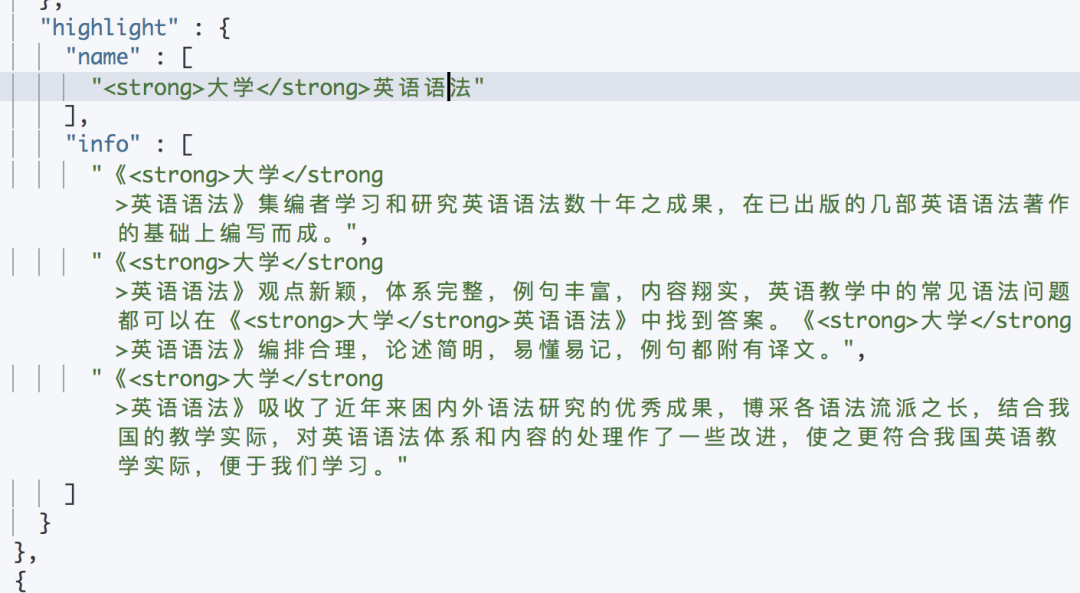 },
"highlight" : {
"name" : [
"<strong>大学</strong>英语语法"
],
"info" : [
"《<strong>大学</strong
>英语语法》集编者学习和研究英语语法数十年之成果，在已出版的几部英语语法著作
的基础上编写而成。",
"《<strong>大学</strong
>英语语法》观点新颖，体系完整，例句丰富，内容翔实，英语教学中的常见语法问题
都可以在《<strong>大学</strong>英语语法》中找到答案。《<strong>大学</strong
>英语语法》编排合理，论述简明，易懂易记，例句都附有译文。",
"《<strong>大学</strong
>英语语法》吸收了近年来困内外语法研究的优秀成果，博采各语法流派之长，结合我
国的教学实际，对英语语法体系和内容的处理作了一些改进，使之更符合我国英语教
学实际，便于我们学习。"
]
}
},
{